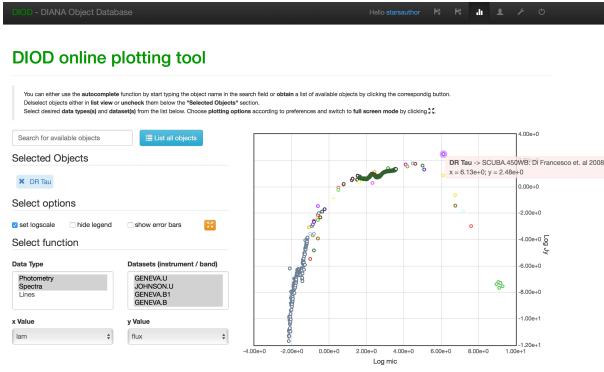 DIOD - DIANA Object Database
Hello starsauthor
DIOD online plotting tool
You can either use the autocomplete function by start typing the object name in the search field or obtain a list of available objects by clicking the correspondig button.
Delselect objects either in list view or uncheck them below the "Selected Objects" section.
Select desired data types(s) and dataset(s) from the list below. Choose plotting options according to preferences and switch to full screen mode by clicking
Search for available objects
List all objects
Selected Objects
✖ DR Tau
Select options
set logscale
hide legend
show error bars
Select function
Data Type
Datasets (instrument / band)
Photometry
Spectra
Lines
GENEVA.U
JOHNSON.U
GENEVA.B1
GENEVA.B
x Value
y Value
lam
flux
4.00e+0
DR Tau -> SCUBA.450WB: Di Francesco et. al 2008
x = 6.13e+0; y = 2.48e+0
0.00e+0
-2.00e+0
-4.00e+0
Log Jy
-6.00e+0
-8.00e+0
-1.00e+1
-1.20e+1
-4.00e+0
-2.00e+0
0.00e+0
2.00e+0
4.00e+0
6.00e+0
8.00e+0
1.00e+1
Log mic